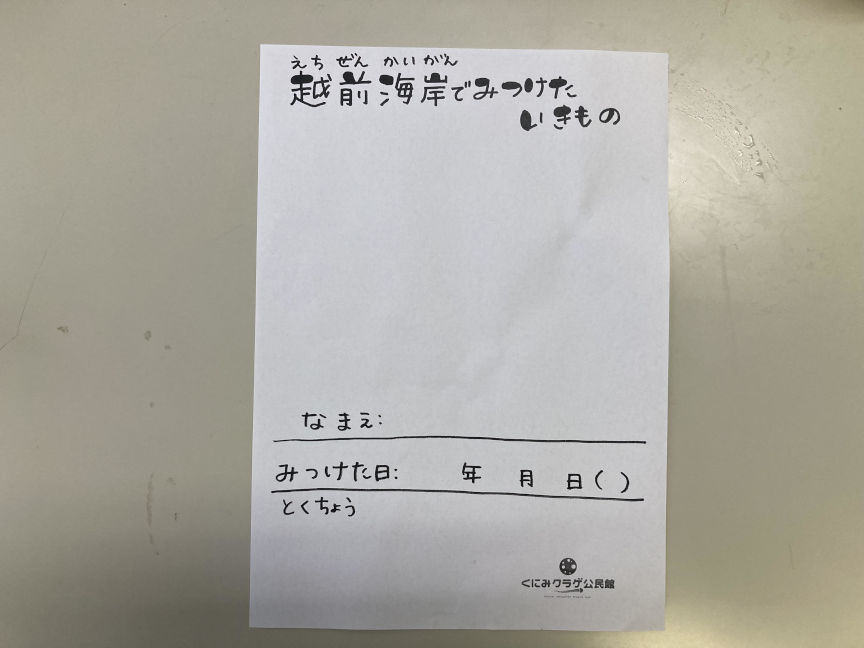 えちぜんかいがん
越前海岸でみつけた
いきもの
なまえ:
みつけた日: 年 月 日( )
とくちょう
くにみクラゲ公民館